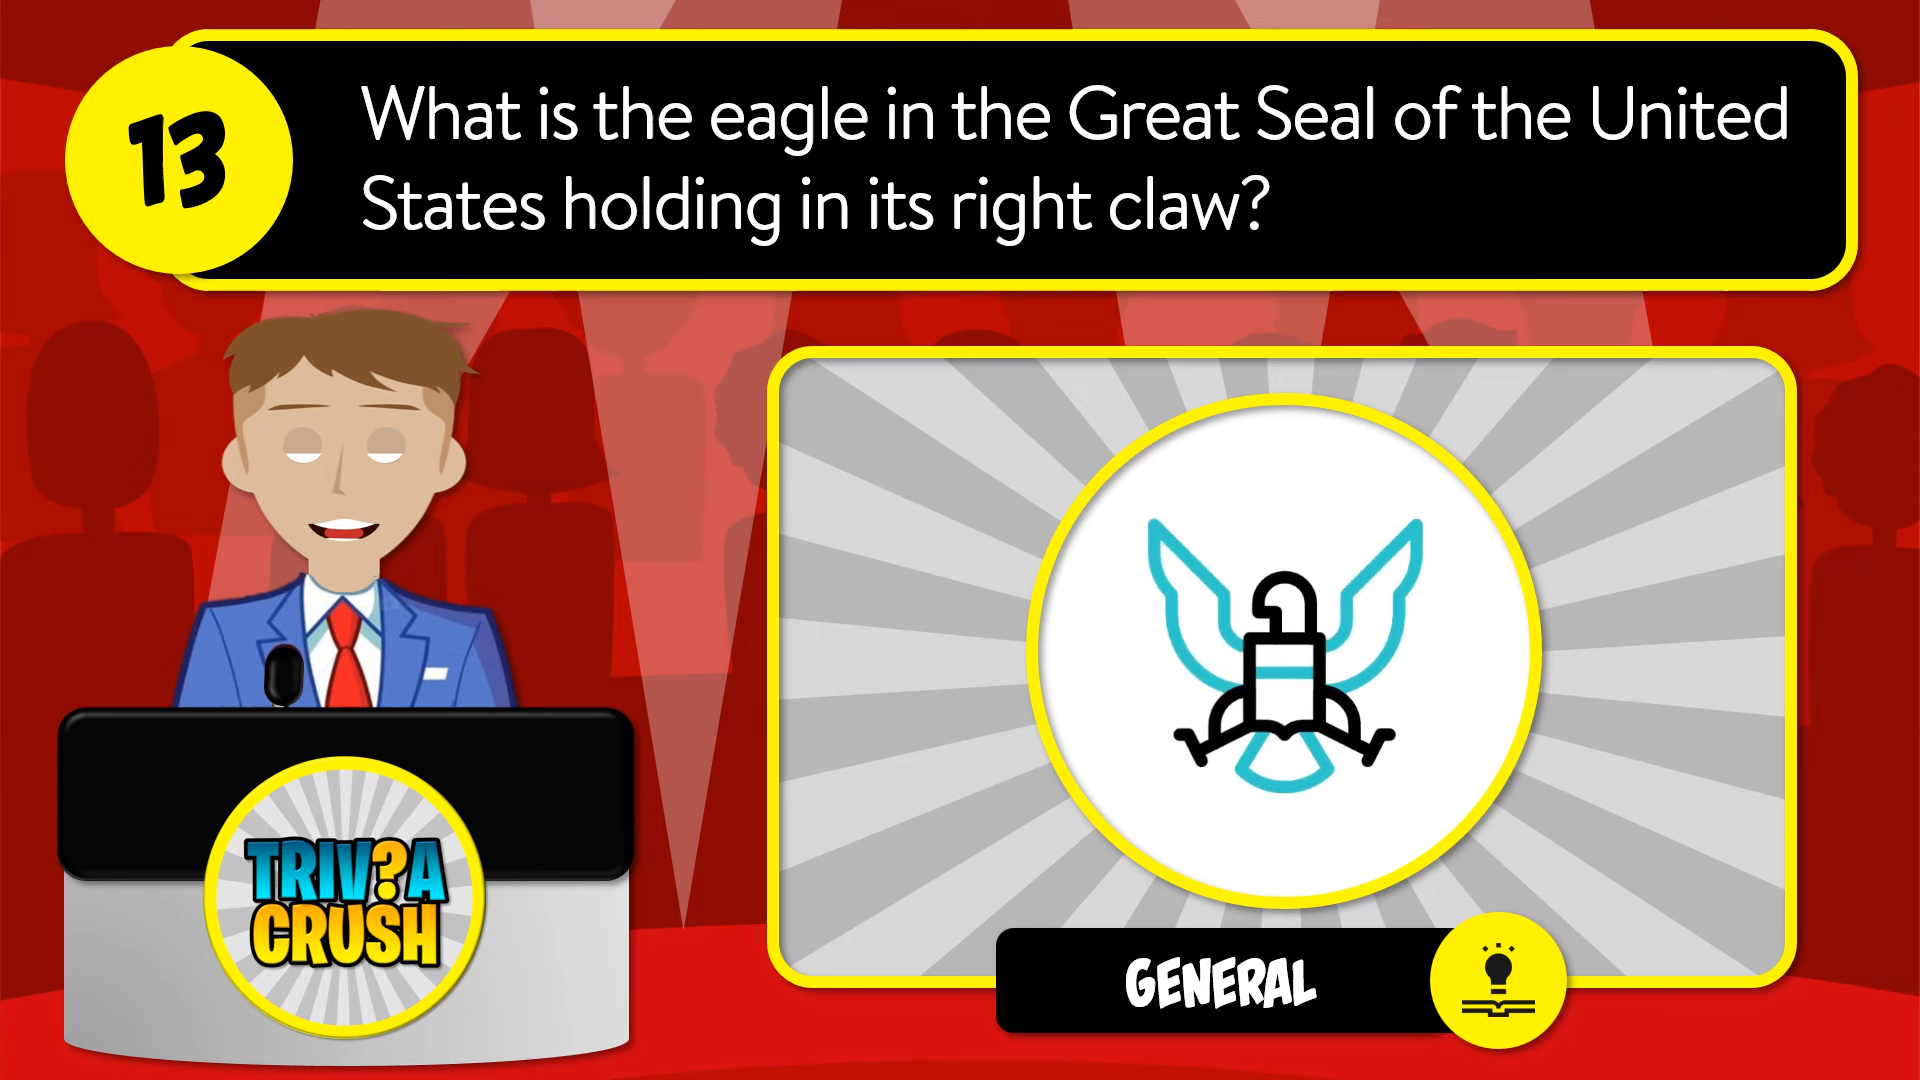 13
What is the eagle in the Great Seal of the United
States holding in its right claw?
TRIV?A
CRUSH
GENERAL